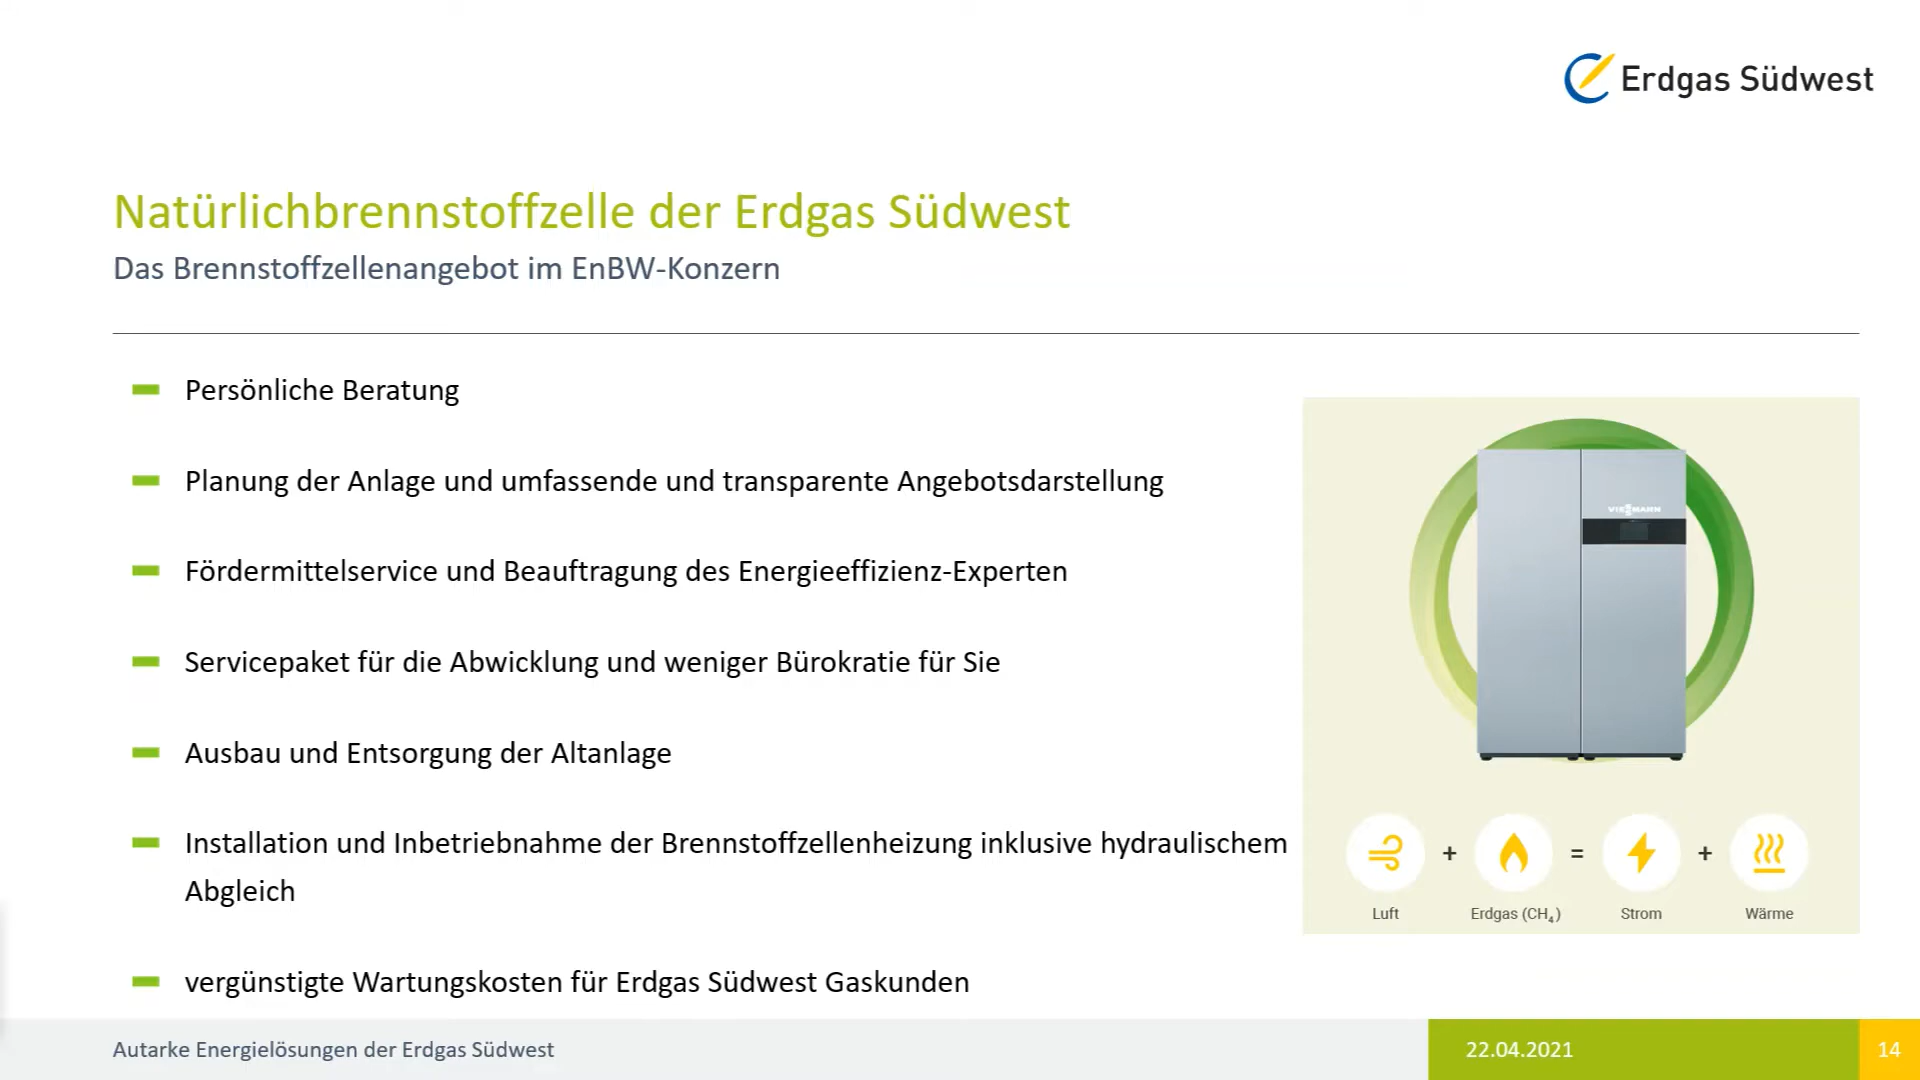 Erdgas Südwest
Natürlichbrennstoffzelle der Erdgas Südwest
Das Brennstoffzellenangebot im EnBW-Konzern
Persönliche Beratung
Planung der Anlage und umfassende und transparente Angebotsdarstellung
Fördermittelservice und Beauftragung des Energieeffizienz-Experten
Servicepaket für die Abwicklung und weniger Bürokratie für Sie
Ausbau und Entsorgung der Altanlage
Installation und Inbetriebnahme der Brennstoffzellenheizung inklusive hydraulischem
Abgleich
vergünstigte Wartungskosten für Erdgas Südwest Gaskunden
VIESMANN
+ = +
Luft Erdgas (CH₄) Strom Wärme
Autarke Energielösungen der Erdgas Südwest
22.04.2021
14